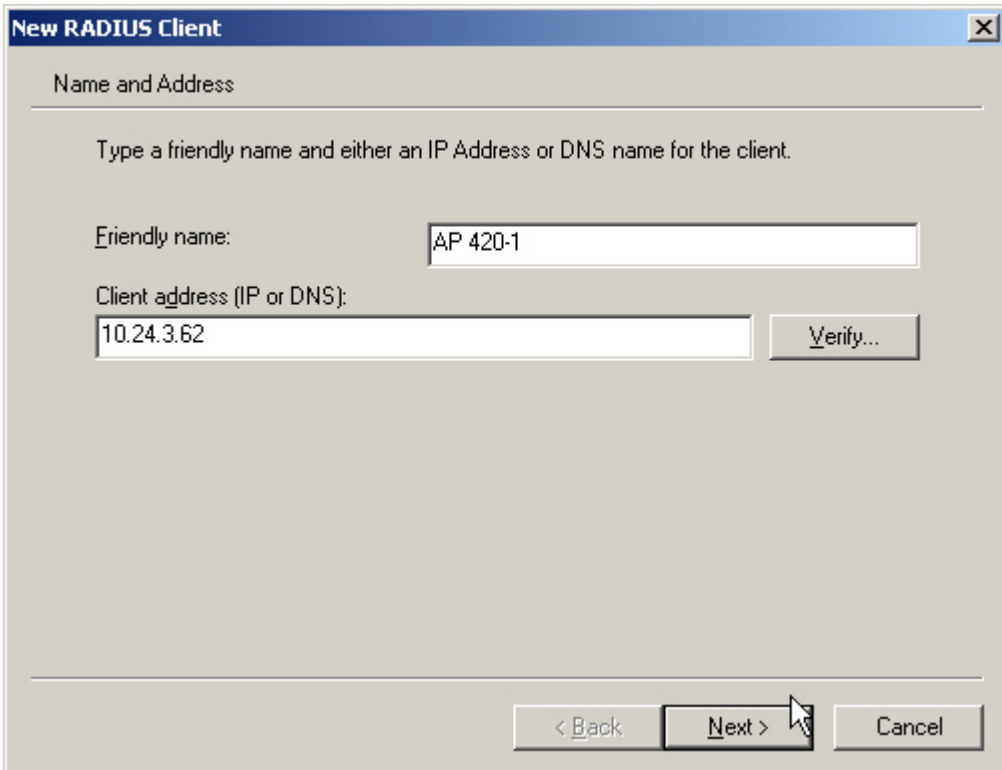 New RADIUS Client
Name and Address
Type a friendly name and either an IP Address or DNS name for the client.
Friendly name:
AP 420-1
Client address (IP or DNS):
10.24.3.62
Verify...
< Back
Next >
Cancel